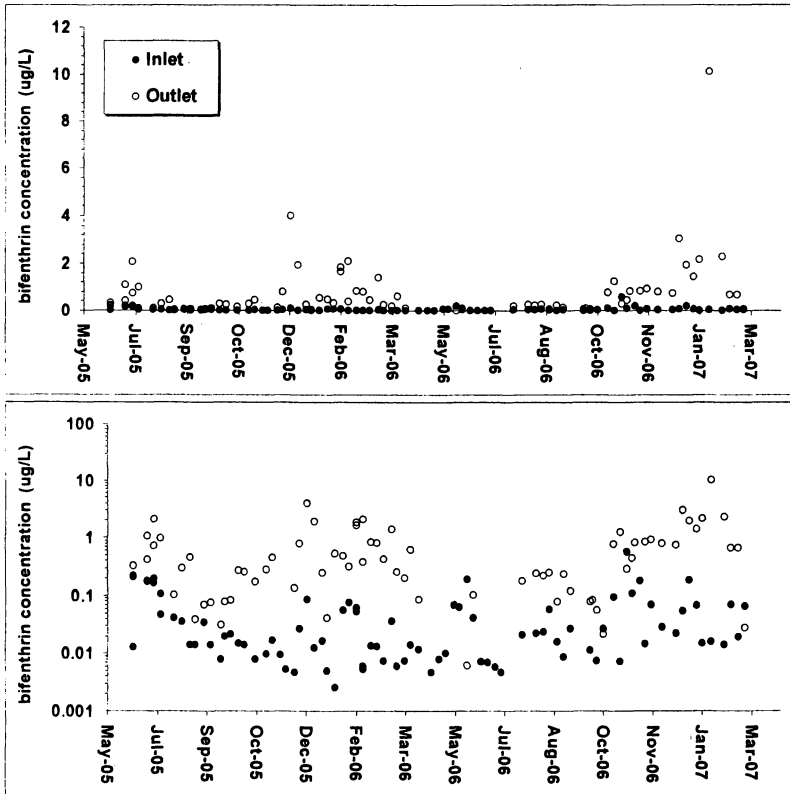 bifenthrin concentration (ug/L)
12
10
8
6
4
2
0
Inlet
Outlet
May-05
Jul-05
Sep-05
Oct-05
Dec-05
Feb-06
Mar-06
May-06
Jul-06
Aug-06
Oct-06
Nov-06
Jan-07
Mar-07
bifenthrin concentration (ug/L)
100
10
1
0.1
0.01
0.001
May-05
Jul-05
Sep-05
Oct-05
Dec-05
Feb-06
Mar-06
May-06
Jul-06
Aug-06
Oct-06
Nov-06
Jan-07
Mar-07